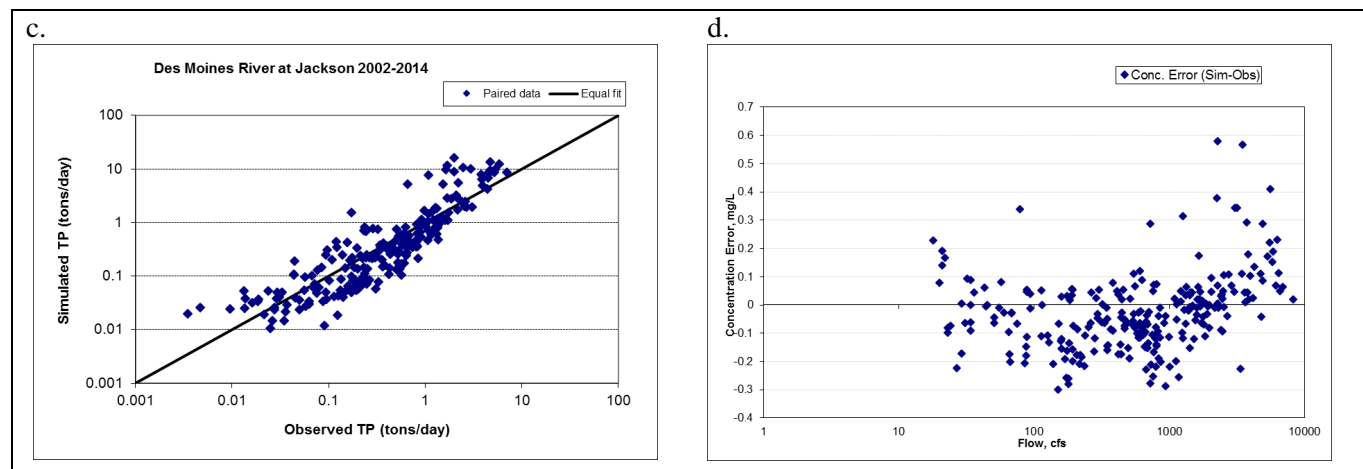 c.
Des Moines River at Jackson 2002-2014
Paired data
Equal fit
Simulated TP (tons/day)
100
10
1
0.1
0.01
0.001
0.001
0.01
0.1
1
10
100
Observed TP (tons/day)
d.
Conc. Error (Sim-Obs)
Concentration Error, mg/L
0.7
0.6
0.5
0.4
0.3
0.2
0.1
0
-0.1
-0.2
-0.3
-0.4
1
10
100
1000
10000
Flow, cfs